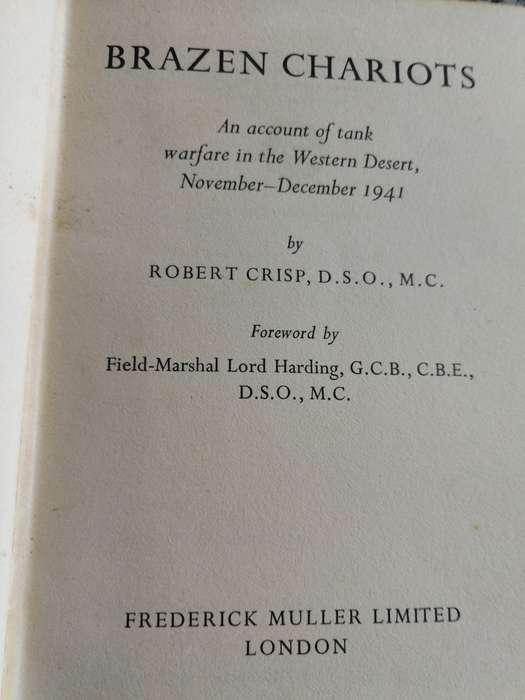 BRAZEN CHARIOTS
An account of tank
warfare in the Western Desert,
November–December 1941
by
ROBERT CRISP, D.S.O., M.C.
Foreword by
Field-Marshal Lord Harding, G.C.B., C.B.E.,
D.S.O., M.C.
FREDERICK MULLER LIMITED
LONDON